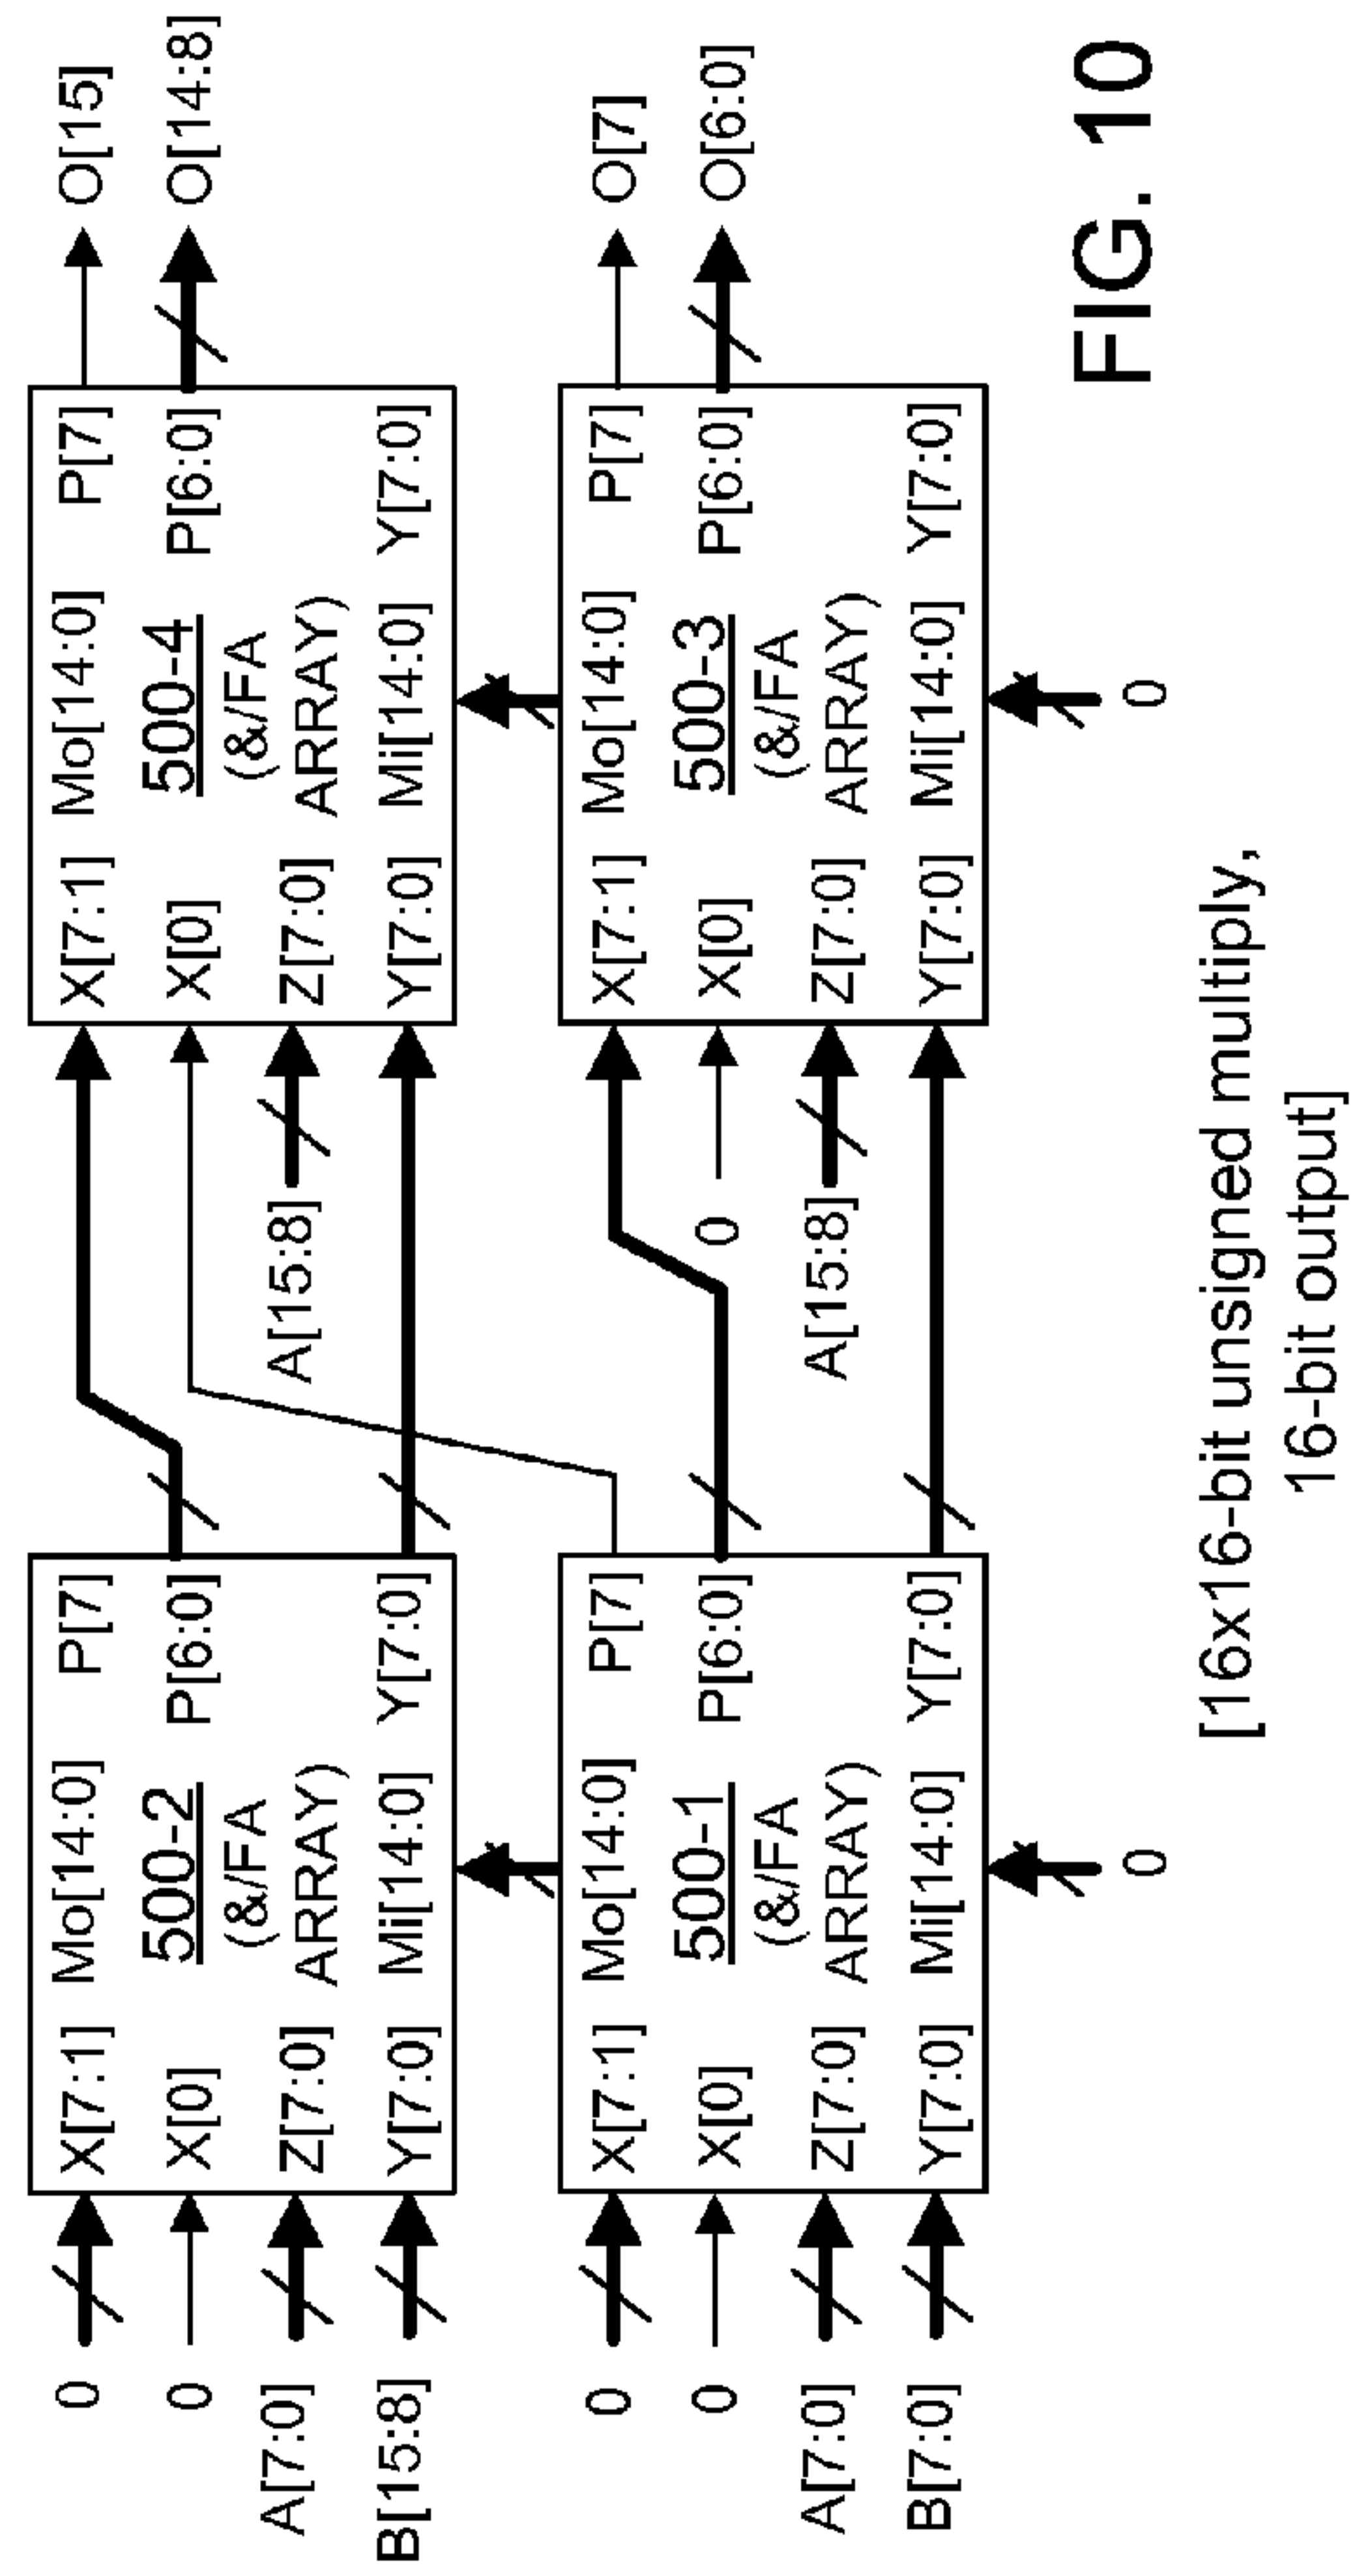 0 X[7:1] Mo[14:0] P[7] X[7:1] Mo[14:0] P[7] O[15]
0 X[0] 500-2 P[6:0] X[0] 500-4 P[6:0] O[14:8]
(&/FA (&/FA
A[7:0] Z[7:0] ARRAY) A[15:8] Z[7:0] ARRAY)
B[15:8] Y[7:0] Mi[14:0] Y[7:0] Y[7:0] Mi[14:0] Y[7:0]
0 X[7:1] Mo[14:0] P[7] X[7:1] Mo[14:0] P[7] O[7]
0 X[0] 500-1 P[6:0] 0 X[0] 500-3 P[6:0] O[6:0]
(&/FA (&/FA
A[7:0] Z[7:0] ARRAY) A[15:8] Z[7:0] ARRAY)
B[7:0] Y[7:0] Mi[14:0] Y[7:0] Y[7:0] Mi[14:0] Y[7:0]
0 0
FIG. 10
[16x16-bit unsigned multiply,
16-bit output]